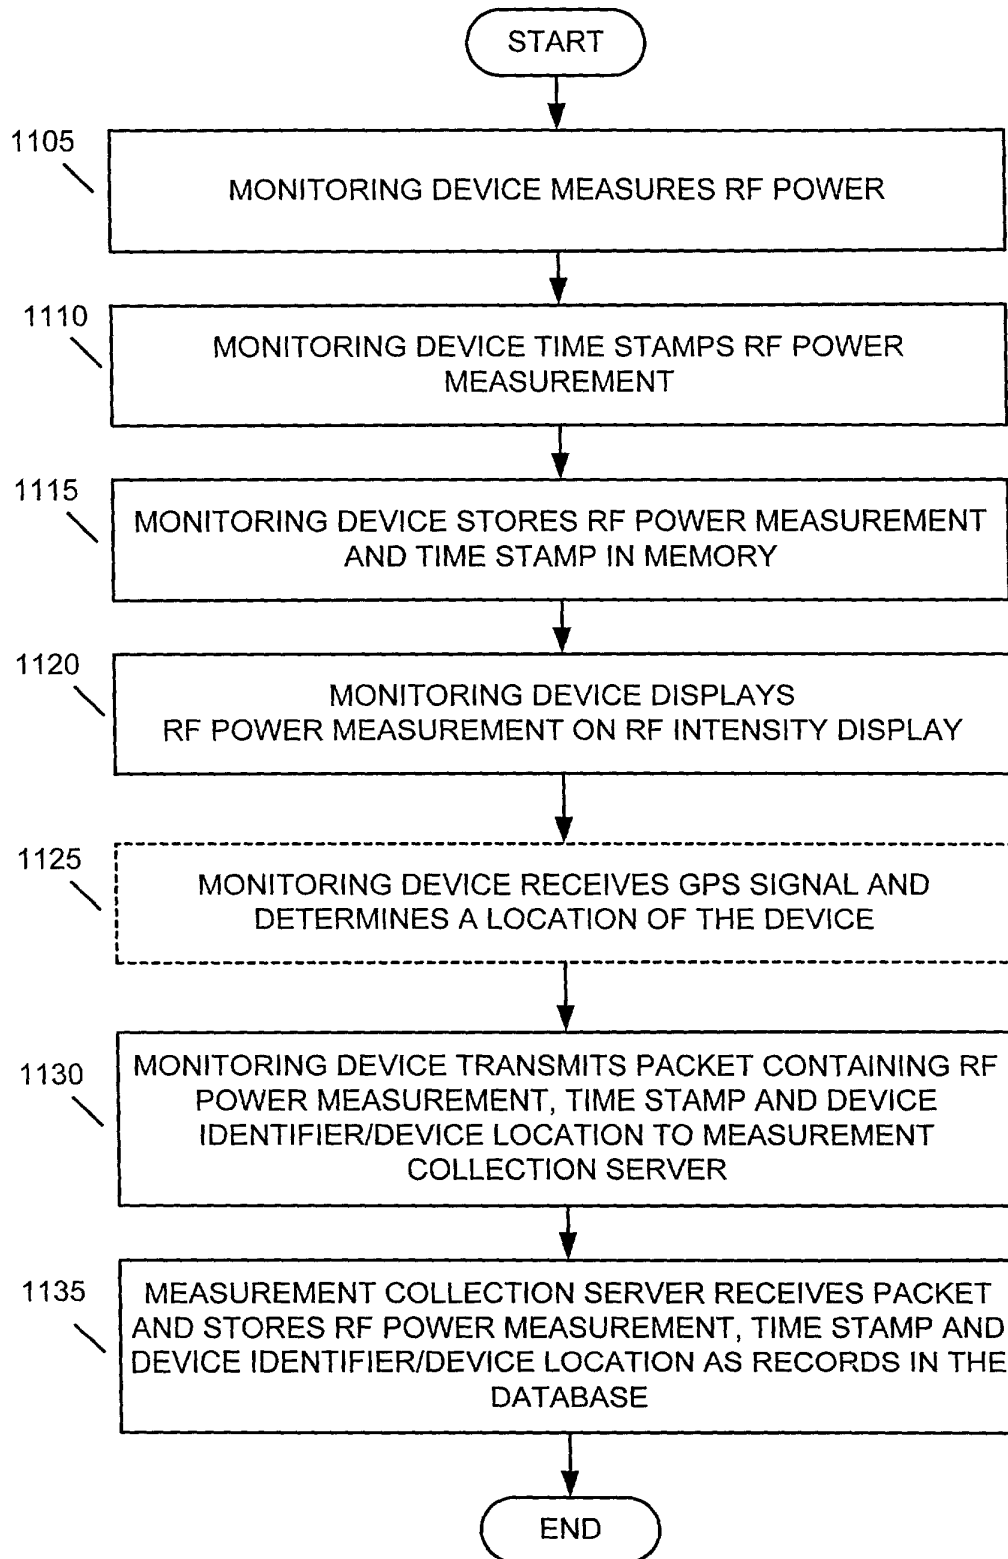 START
1105
MONITORING DEVICE MEASURES RF POWER
1110
MONITORING DEVICE TIME STAMPS RF POWER
MEASUREMENT
1115
MONITORING DEVICE STORES RF POWER MEASUREMENT
AND TIME STAMP IN MEMORY
1120
MONITORING DEVICE DISPLAYS
RF POWER MEASUREMENT ON RF INTENSITY DISPLAY
1125
MONITORING DEVICE RECEIVES GPS SIGNAL AND
DETERMINES A LOCATION OF THE DEVICE
1130
MONITORING DEVICE TRANSMITS PACKET CONTAINING RF
POWER MEASUREMENT, TIME STAMP AND DEVICE
IDENTIFIER/DEVICE LOCATION TO MEASUREMENT
COLLECTION SERVER
1135
MEASUREMENT COLLECTION SERVER RECEIVES PACKET
AND STORES RF POWER MEASUREMENT, TIME STAMP AND
DEVICE IDENTIFIER/DEVICE LOCATION AS RECORDS IN THE
DATABASE
END